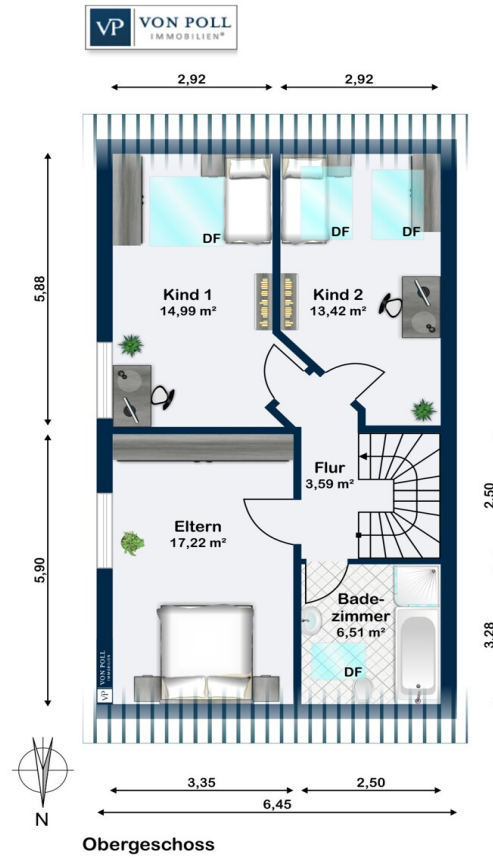 VP VON POLL
IMMOBILIEN®
2,92 2,92
5,88
DF DF DF
Kind 1
14,99 m²
Kind 2
13,42 m²
5,90
Eltern
17,22 m²
Flur
3,59 m²
2,50
Bade-
zimmer
6,51 m²
DF
3,28
VP VON POLL
IMMOBILIEN
N
3,35 2,50
6,45
Obergeschoss